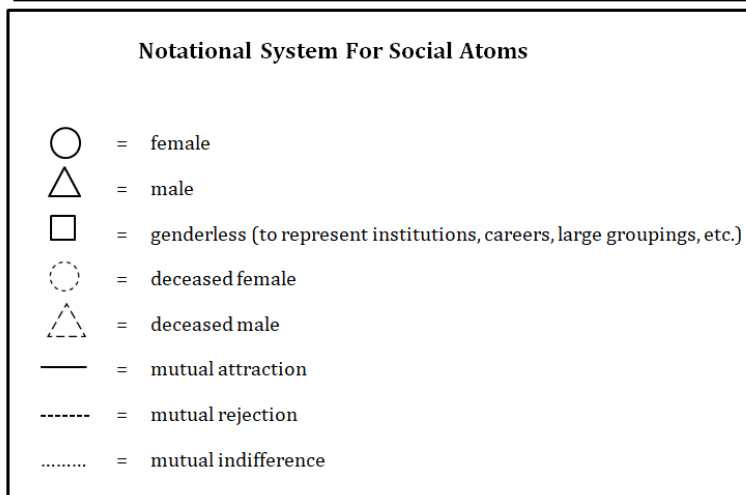 Notational System For Social Atoms
= female
= male
= genderless (to represent institutions, careers, large groupings, etc.)
= deceased female
= deceased male
= mutual attraction
= mutual rejection
= mutual indifference